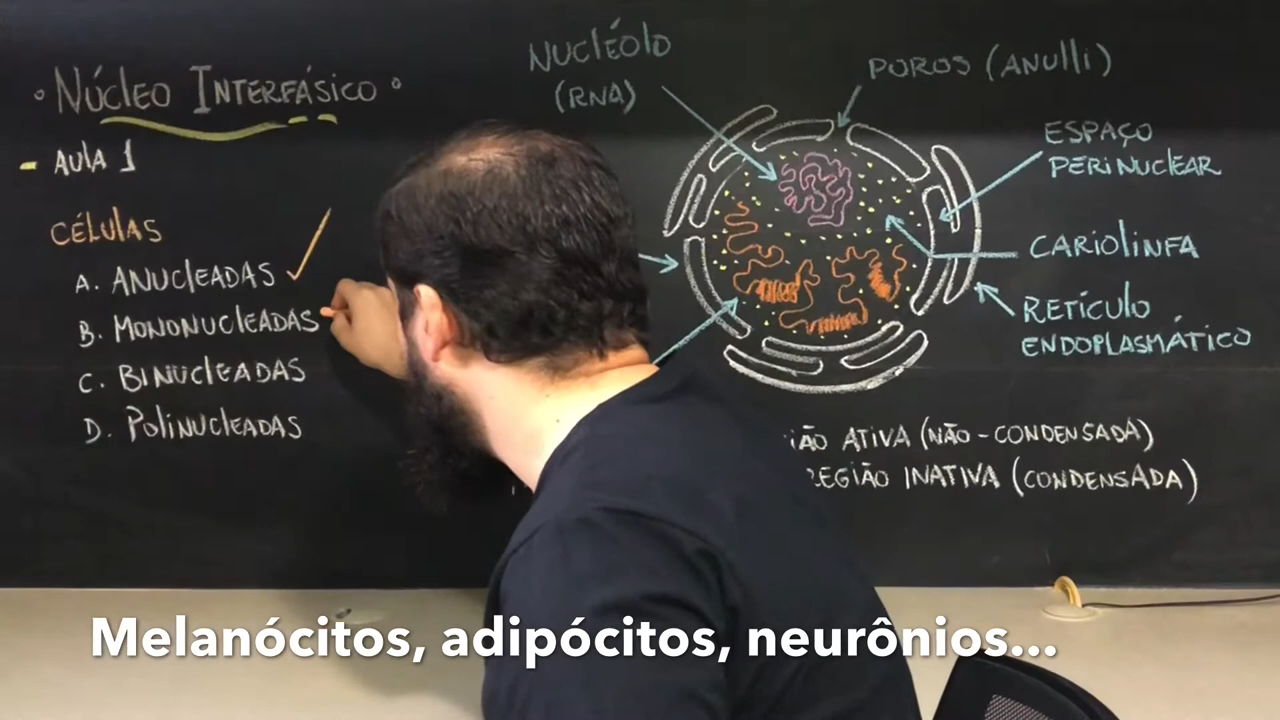 Núcleo Interfásico
- AULA 1
CÉLULAS
A. ANUCLEADAS
B. MONONUCLEADAS
C. BINUCLEADAS
D. POLINUCLEADAS
NUCLÉOLO
(RNA)
POROS (ANULLI)
ESPAÇO
PERINUCLEAR
CARIOLINFA
RETÍCULO
ENDOPLASMÁTICO
ATIVA (NÃO-CONDENSADA)
REGIÃO INATIVA (CONDENSADA)
Melanócitos, adipócitos, neurônios...